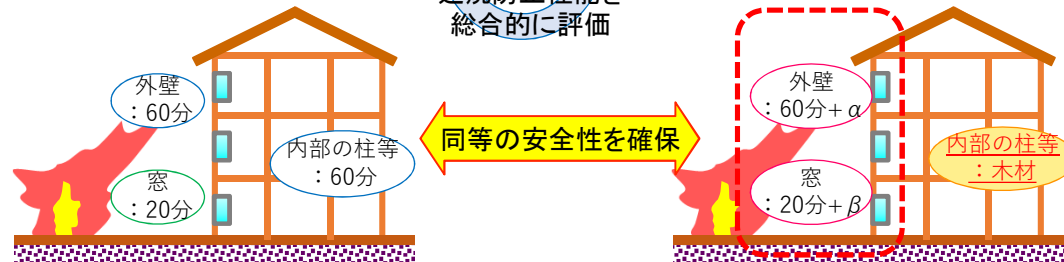 総合的に評価
外壁
：60分
窓
：20分
内部の柱等
：60分
同等の安全性を確保
外壁
：60分+α
窓
：20分+β
内部の柱等
：木材